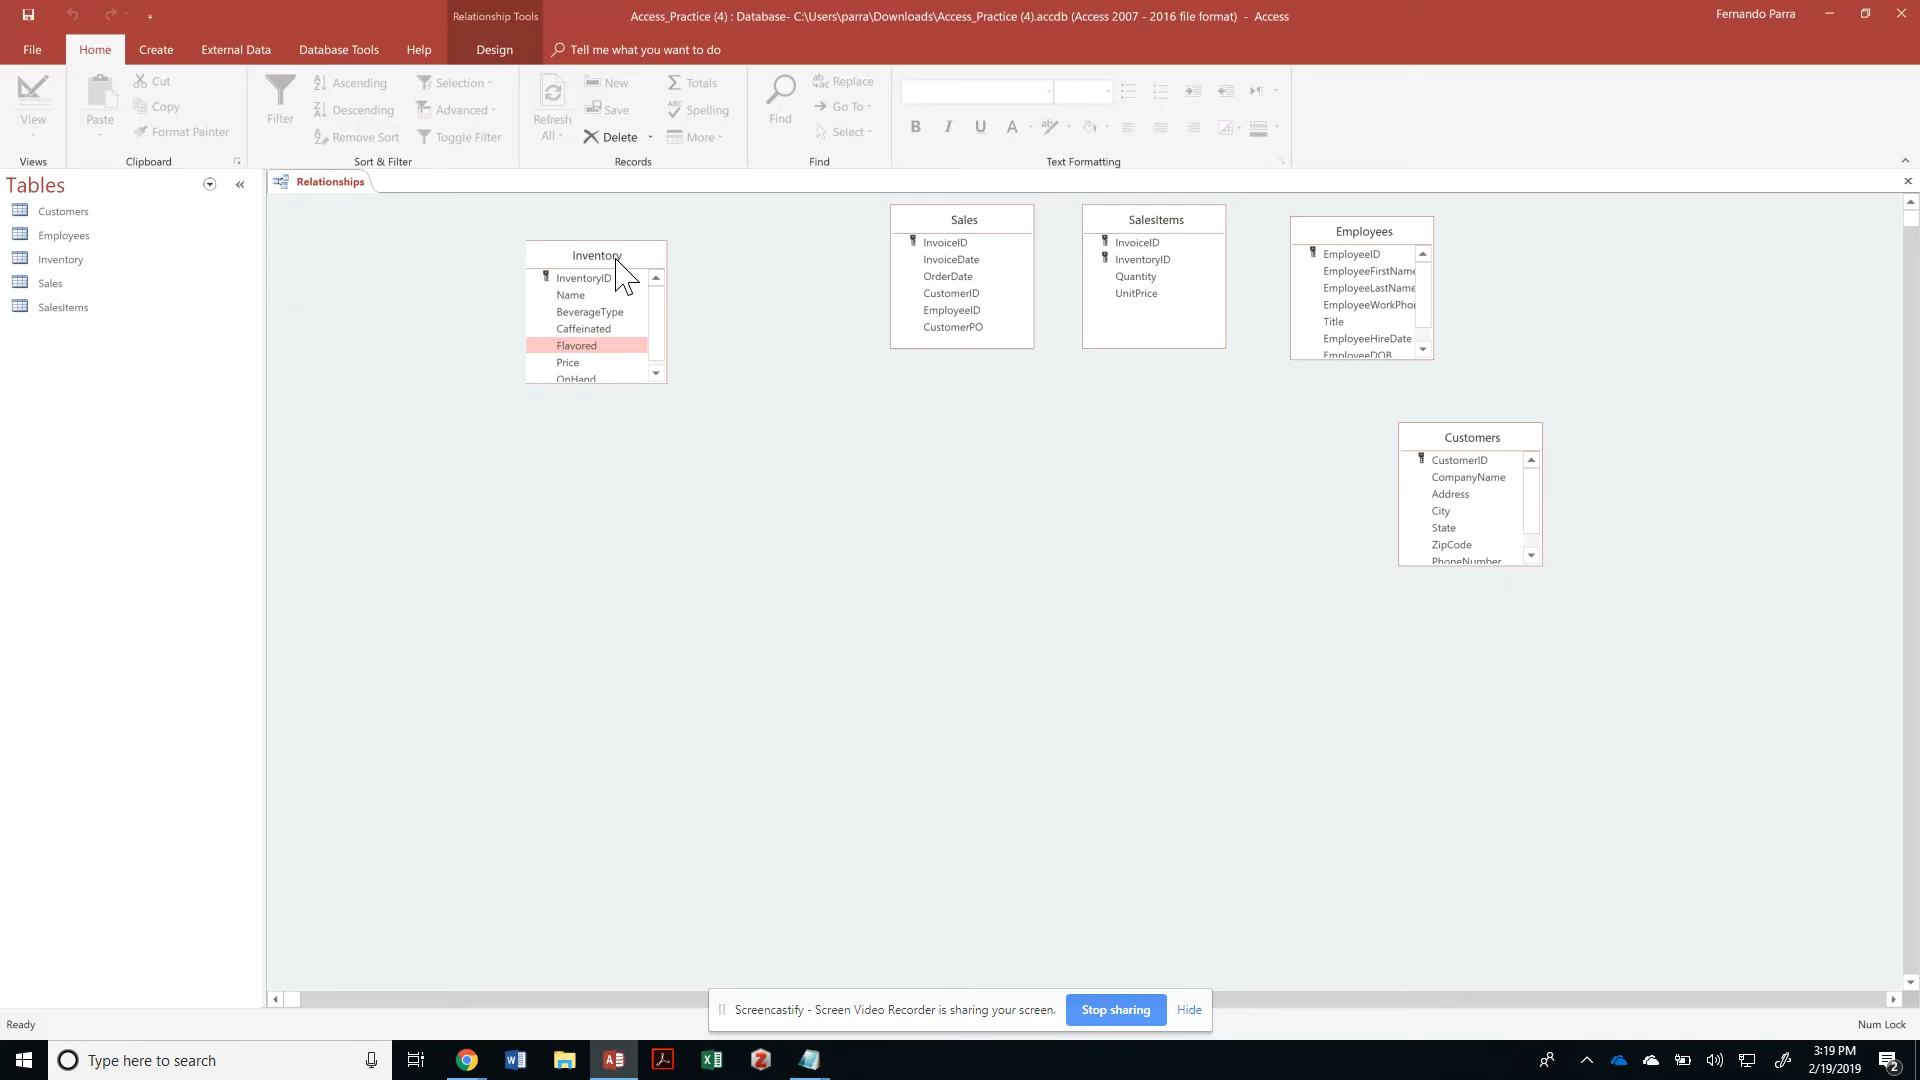 Relationship Tools
Access_Practice (4) : Database- C:\Users\parra\Downloads\Access_Practice (4).accdb (Access 2007 - 2016 file format) - Access
Fernando Parra
File
Home
Create
External Data
Database Tools
Help
Design
Tell me what you want to do
View
Views
Paste
Cut
Copy
Format Painter
Clipboard
Filter
Ascending
Descending
Remove Sort
Selection
Advanced
Toggle Filter
Sort & Filter
Refresh
All
New
Save
Delete
Totals
Spelling
More
Records
Find
Replace
Go To
Select
Find
B I U A
Text Formatting
Tables
Customers
Employees
Inventory
Sales
SalesItems
Relationships
Inventory
InventoryID
Name
BeverageType
Caffeinated
Flavored
Price
OnHand
Sales
InvoiceID
InvoiceDate
OrderDate
CustomerID
EmployeeID
CustomerPO
SalesItems
InvoiceID
InventoryID
Quantity
UnitPrice
Employees
EmployeeID
EmployeeFirstName
EmployeeLastName
EmployeeWorkPhor
Title
EmployeeHireDate
EmployeeDOB
Customers
CustomerID
CompanyName
Address
City
State
ZipCode
PhoneNumber
Screencastify - Screen Video Recorder is sharing your screen.
Stop sharing
Hide
Ready
Num Lock
Type here to search
3:19 PM
2/19/2019
2